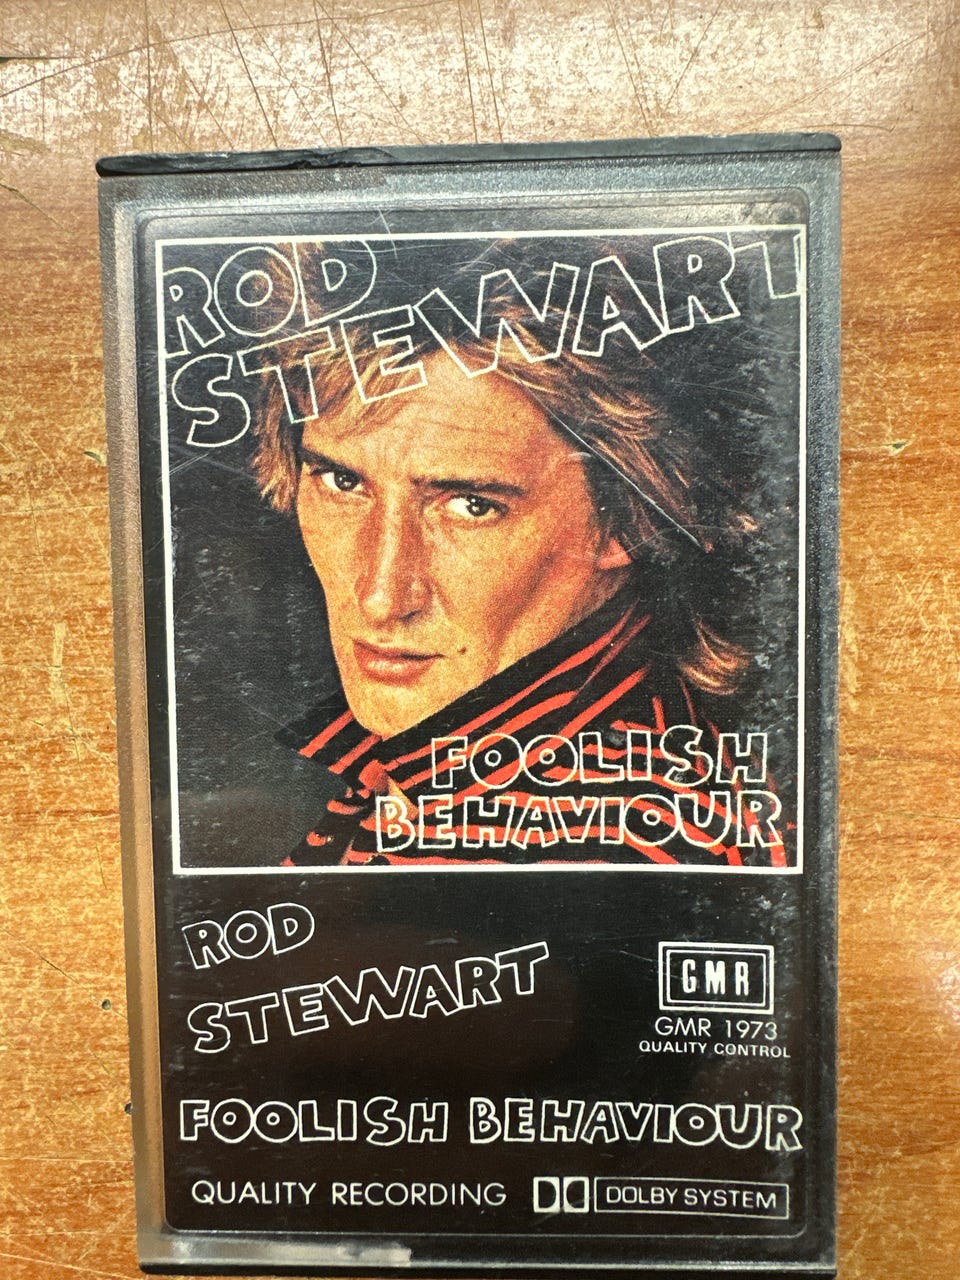 ROD
STEWART
FOOLISH
BEHAVIOUR
ROD
STEWART
GMR
GMR 1973
QUALITY CONTROL
FOOLISH BEHAVIOUR
QUALITY RECORDING DOLBY SYSTEM